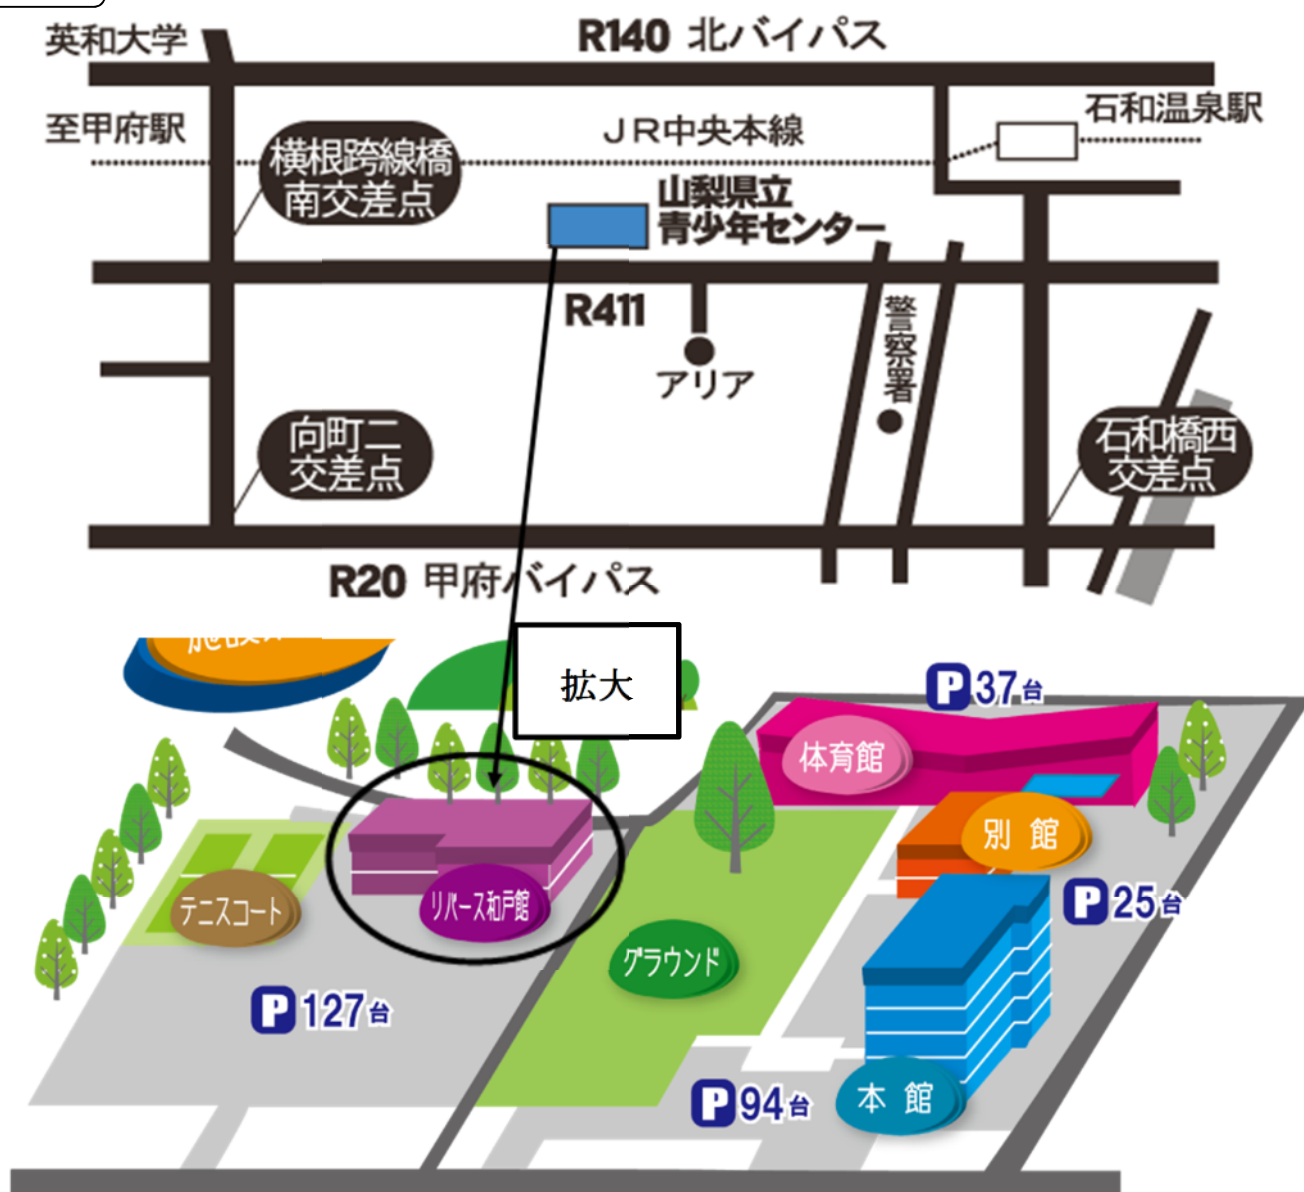 英和大学
R140 北バイパス
至甲府駅
石和温泉駅
JR中央本線
横根跨線橋
南交差点
山梨県立
青少年センター
R411
警察署
アリア
向町二
交差点
石和橋西
交差点
R20 甲府バイパス
拡大
P37台
体育館
別館
テニスコート
リバース和戸館
P25台
グラウンド
P127台
P94台
本館